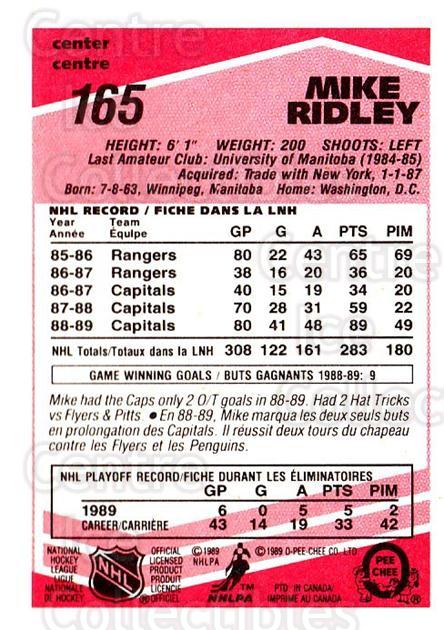 center
centre
165
MIKE
RIDLEY
HEIGHT: 6' 1" WEIGHT: 200 SHOOTS: LEFT
Last Amateur Club: University of Manitoba (1984-85)
Acquired: Trade with New York, 1-1-87
Born: 7-8-63, Winnipeg, Manitoba Home: Washington, D.C.
NHL RECORD / FICHE DANS LA LNH
Year Team
Année Équipe GP G A PTS PIM
85-86 Rangers 80 22 43 65 69
86-87 Rangers 38 16 20 36 20
86-87 Capitals 40 15 19 34 20
87-88 Capitals 70 28 31 59 22
88-89 Capitals 80 41 48 89 49
NHL Totals/Totaux dans la LNH 308 122 161 283 180
GAME WINNING GOALS / BUTS GAGNANTS 1988-89: 9
Mike had the Caps only 2 O/T goals in 88-89. Had 2 Hat Tricks
vs Flyers & Pitts ● En 88-89, Mike marqua les deux seuls buts
en prolongation des Capitals. Il réussit deux tours du chapeau
contre les Flyers et les Penguins.
NHL PLAYOFF RECORD/FICHE DURANT LES ÉLIMINATOIRES
GP G A PTS PIM
1989 6 0 5 5 2
CAREER/CARRIÈRE 43 14 19 33 42
NATIONAL
HOCKEY
LEAGUE
LIGUE
NATIONALE
DE HOCKEY
NHL
®
OFFICIAL
LICENSED
PRODUCT
PRODUIT
OFFICIEL
LICENCIÉ
© 1989
NHLPA
NHLPA
TM
© 1989 O-PEE-CHEE CO. LTD
PTD. IN CANADA/
IMPRIMÉ AU CANADA
O
PEE
CHEE
®